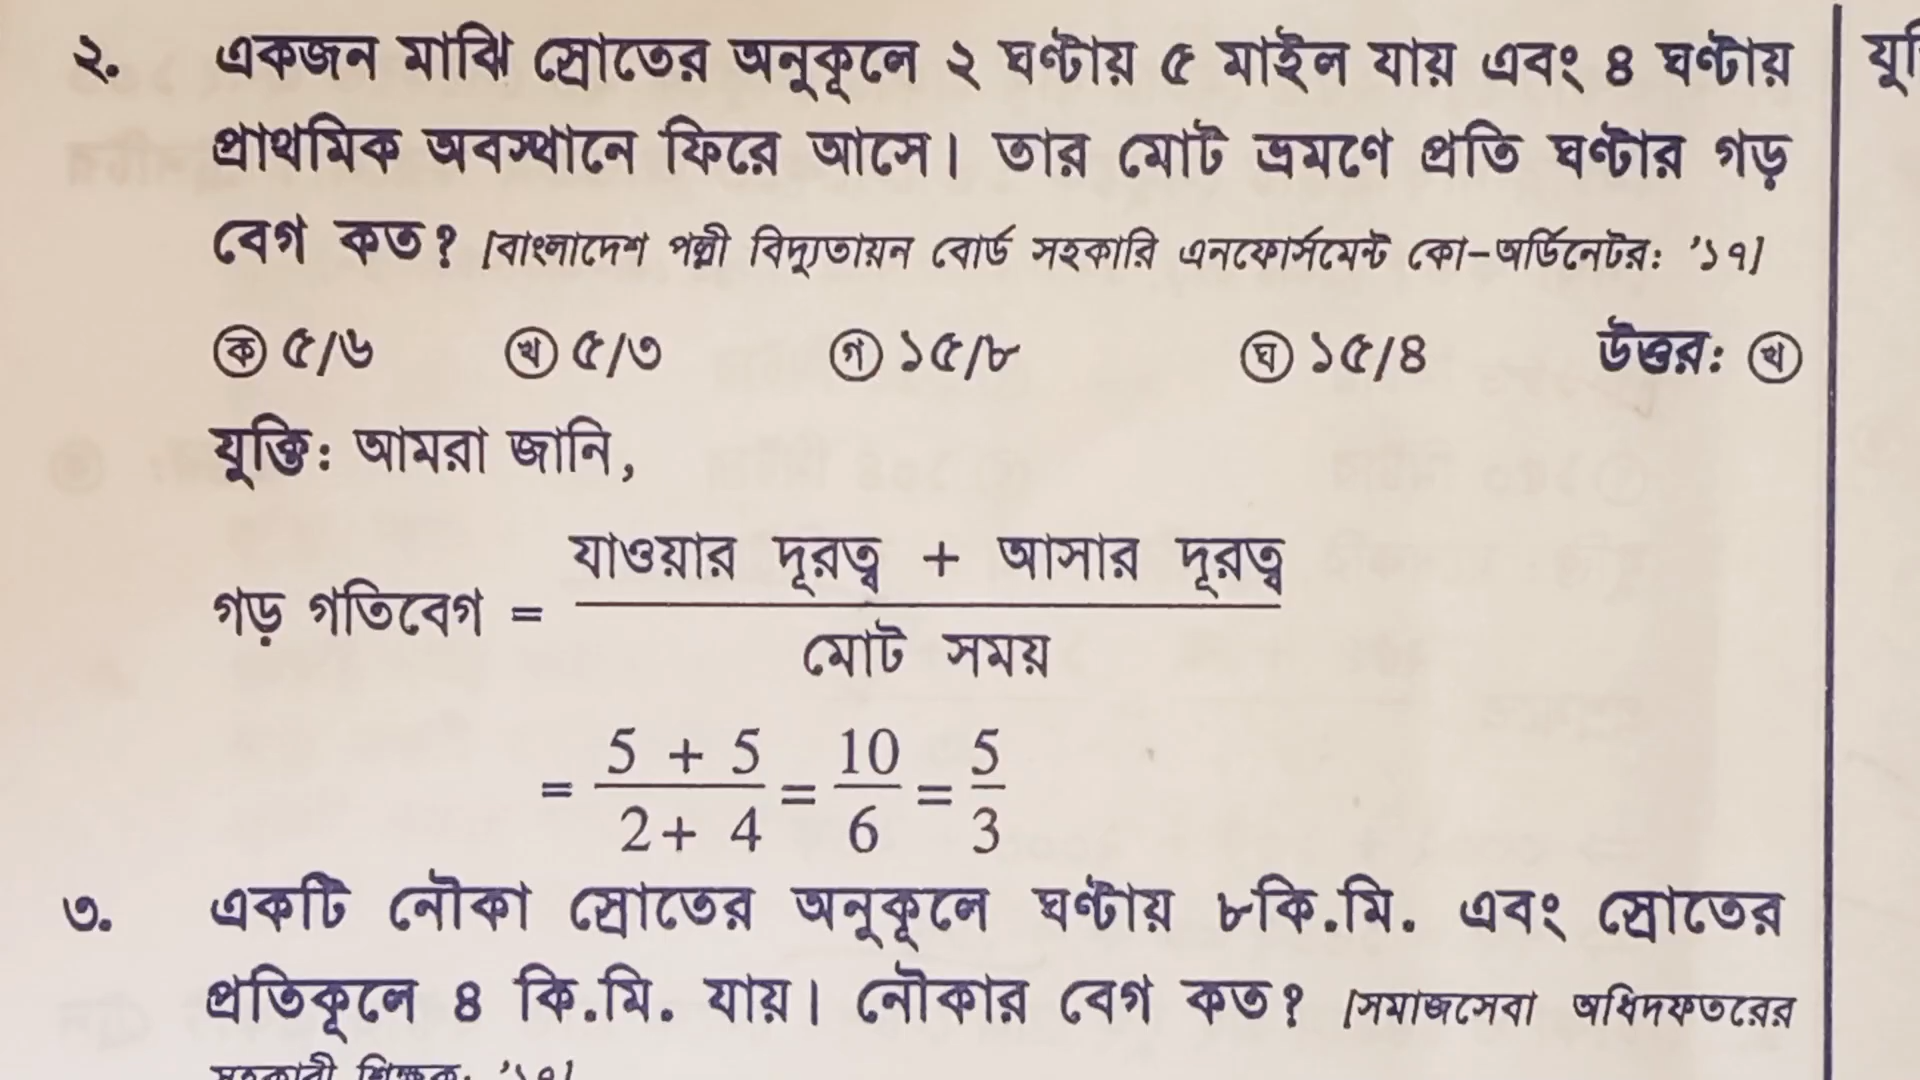 ২. একজন মাঝি স্রোতের অনুকূলে ২ ঘণ্টায় ৫ মাইল যায় এবং ৪ ঘণ্টায়
প্রাথমিক অবস্থানে ফিরে আসে। তার মোট ভ্রমণে প্রতি ঘণ্টার গড়
বেগ কত? [বাংলাদেশ পল্লী বিদ্যুতায়ন বোর্ড সহকারি এনফোর্সমেন্ট কো-অর্ডিনেটর: '১৭]
ক ৫/৬ খ ৫/৩ গ ১৫/৮ ঘ ১৫/৪ উত্তর: খ
যুক্তি: আমরা জানি,
গড় গতিবেগ = যাওয়ার দূরত্ব + আসার দূরত্ব
মোট সময়
= 5 + 5 / 2 + 4 = 10 / 6 = 5 / 3
৩. একটি নৌকা স্রোতের অনুকূলে ঘণ্টায় ৮কি.মি. এবং স্রোতের
প্রতিকূলে ৪ কি.মি. যায়। নৌকার বেগ কত? [সমাজসেবা অধিদফতরের
সহকারী শিক্ষক: '১৭]